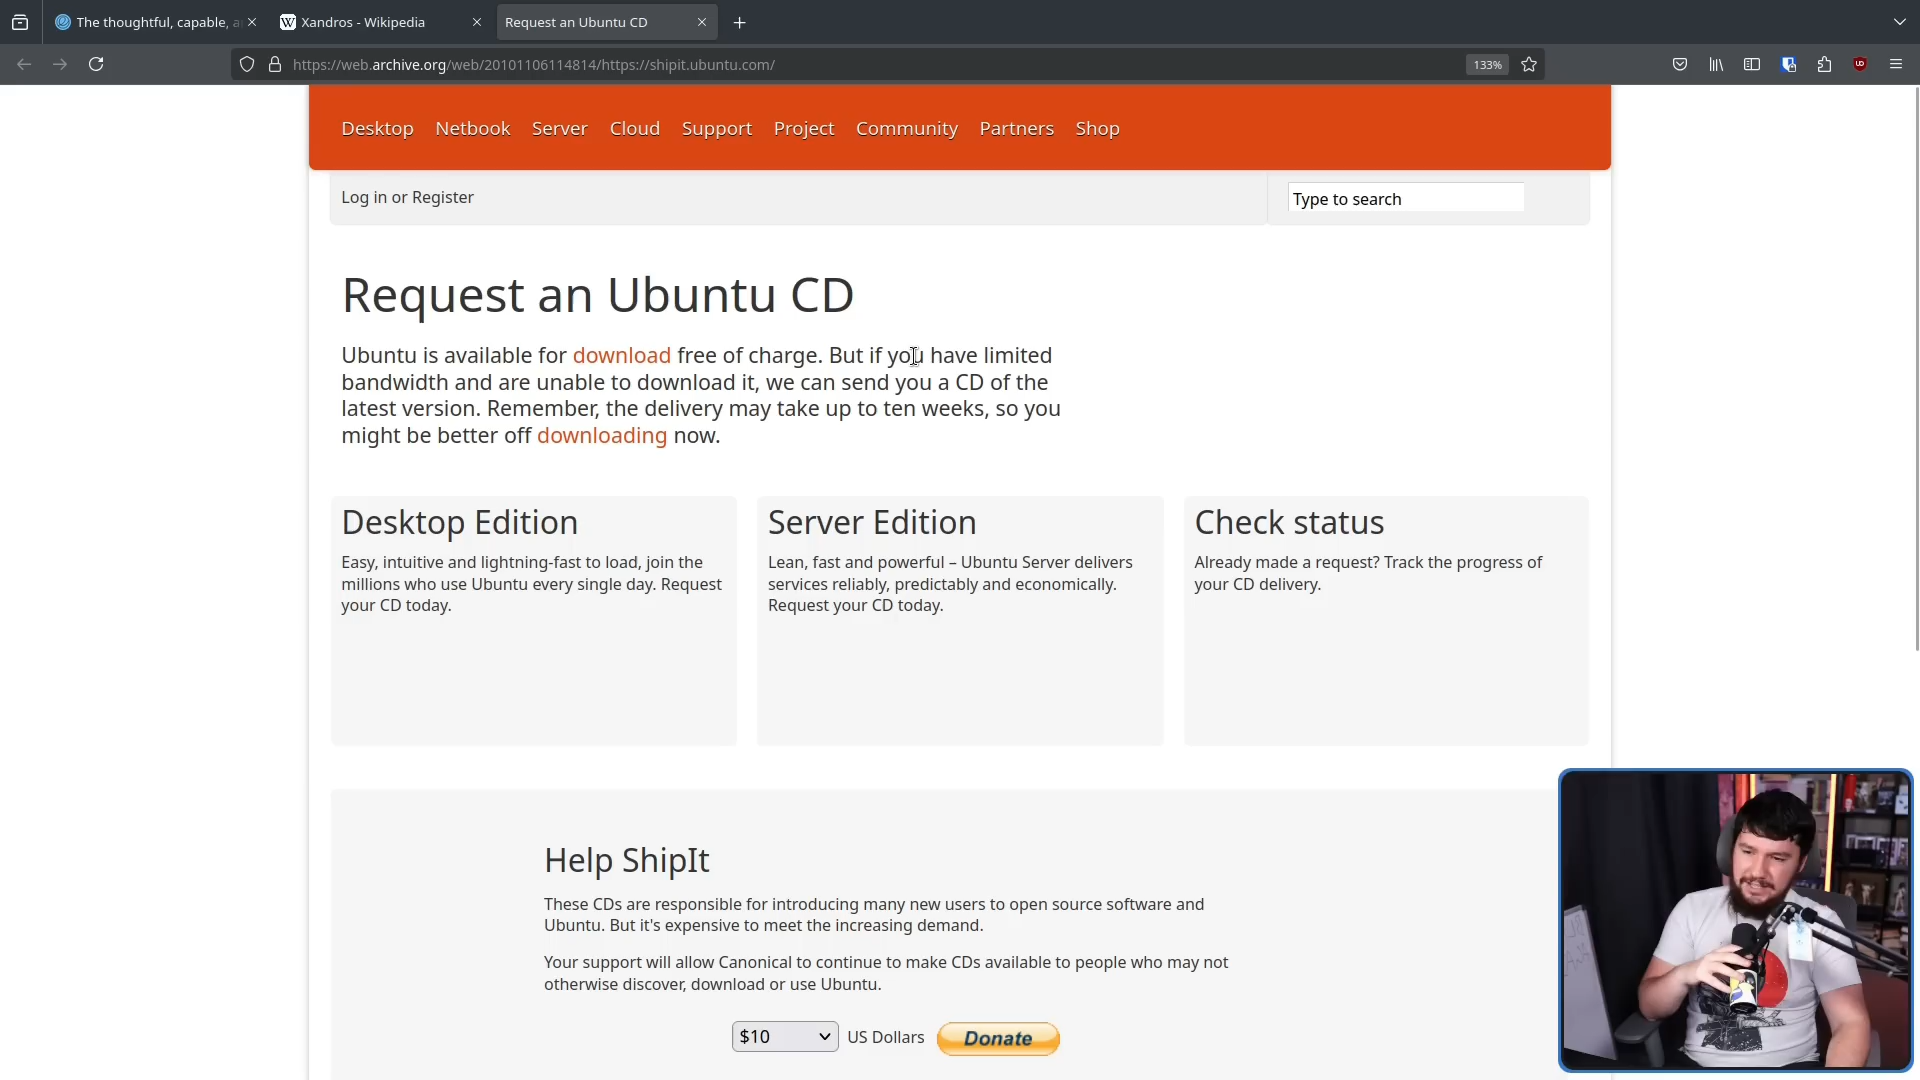 The thoughtful, capable, a
Xandros - Wikipedia
Request an Ubuntu CD
https://web.archive.org/web/20101106114814/https://shipit.ubuntu.com/
133%
Desktop Netbook Server Cloud Support Project Community Partners Shop
Log in or Register
Type to search
Request an Ubuntu CD
Ubuntu is available for download free of charge. But if you have limited
bandwidth and are unable to download it, we can send you a CD of the
latest version. Remember, the delivery may take up to ten weeks, so you
might be better off downloading now.
Desktop Edition
Easy, intuitive and lightning-fast to load, join the
millions who use Ubuntu every single day. Request
your CD today.
Server Edition
Lean, fast and powerful – Ubuntu Server delivers
services reliably, predictably and economically.
Request your CD today.
Check status
Already made a request? Track the progress of
your CD delivery.
Help ShipIt
These CDs are responsible for introducing many new users to open source software and
Ubuntu. But it's expensive to meet the increasing demand.
Your support will allow Canonical to continue to make CDs available to people who may not
otherwise discover, download or use Ubuntu.
$10 US Dollars Donate